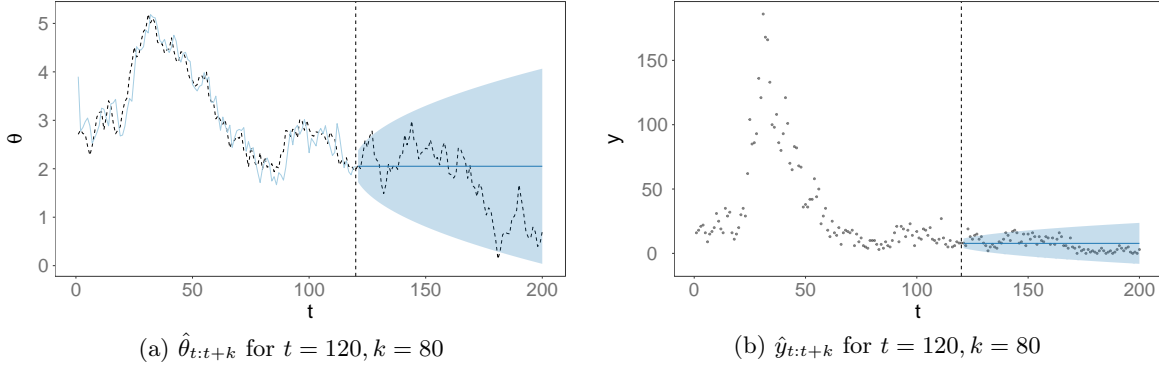 5
4
3
2
1
0
θ
0 50 100 150 200
t
(a) θ̂t:t+k for t = 120, k = 80
150
100
50
0
y
0 50 100 150 200
t
(b) ŷt:t+k for t = 120, k = 80